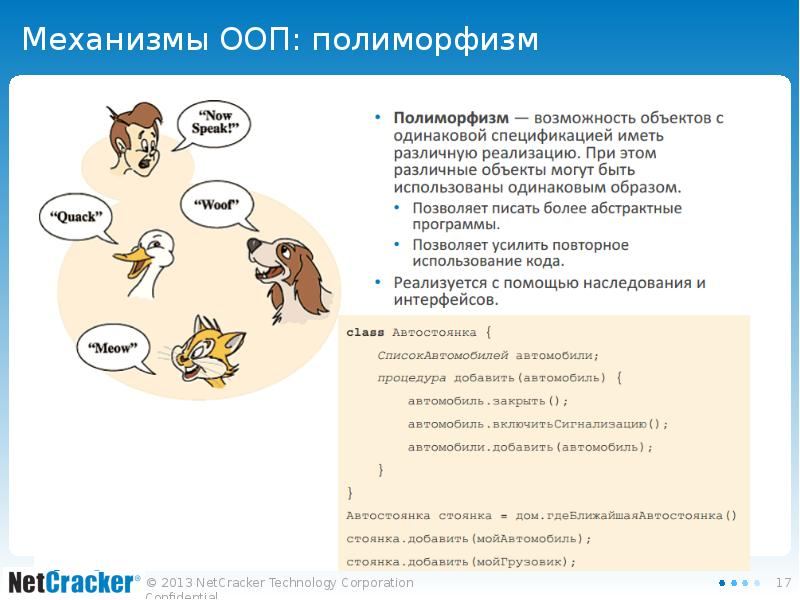 Механизмы ООП: полиморфизм
“Now
Speak!”
“Quack”
“Woof”
“Meow”
• Полиморфизм — возможность объектов с
одинаковой спецификацией иметь
различную реализацию. При этом
различные объекты могут быть
использованы одинаковым образом.
• Позволяет писать более абстрактные
программы.
• Позволяет усилить повторное
использование кода.
• Реализуется с помощью наследования и
интерфейсов.
class Автостоянка {
СписокАвтомобилей автомобили;
процедура добавить(автомобиль) {
автомобиль.закрыть();
автомобиль.включитьСигнализацию();
автомобили.добавить(автомобиль);
}
}
Автостоянка стоянка = дом.гдеБлижайшаяАвтостоянка()
стоянка.добавить(мойАвтомобиль);
стоянка.добавить(мойГрузовик);
NetCracker® © 2013 NetCracker Technology Corporation
Confidential
17